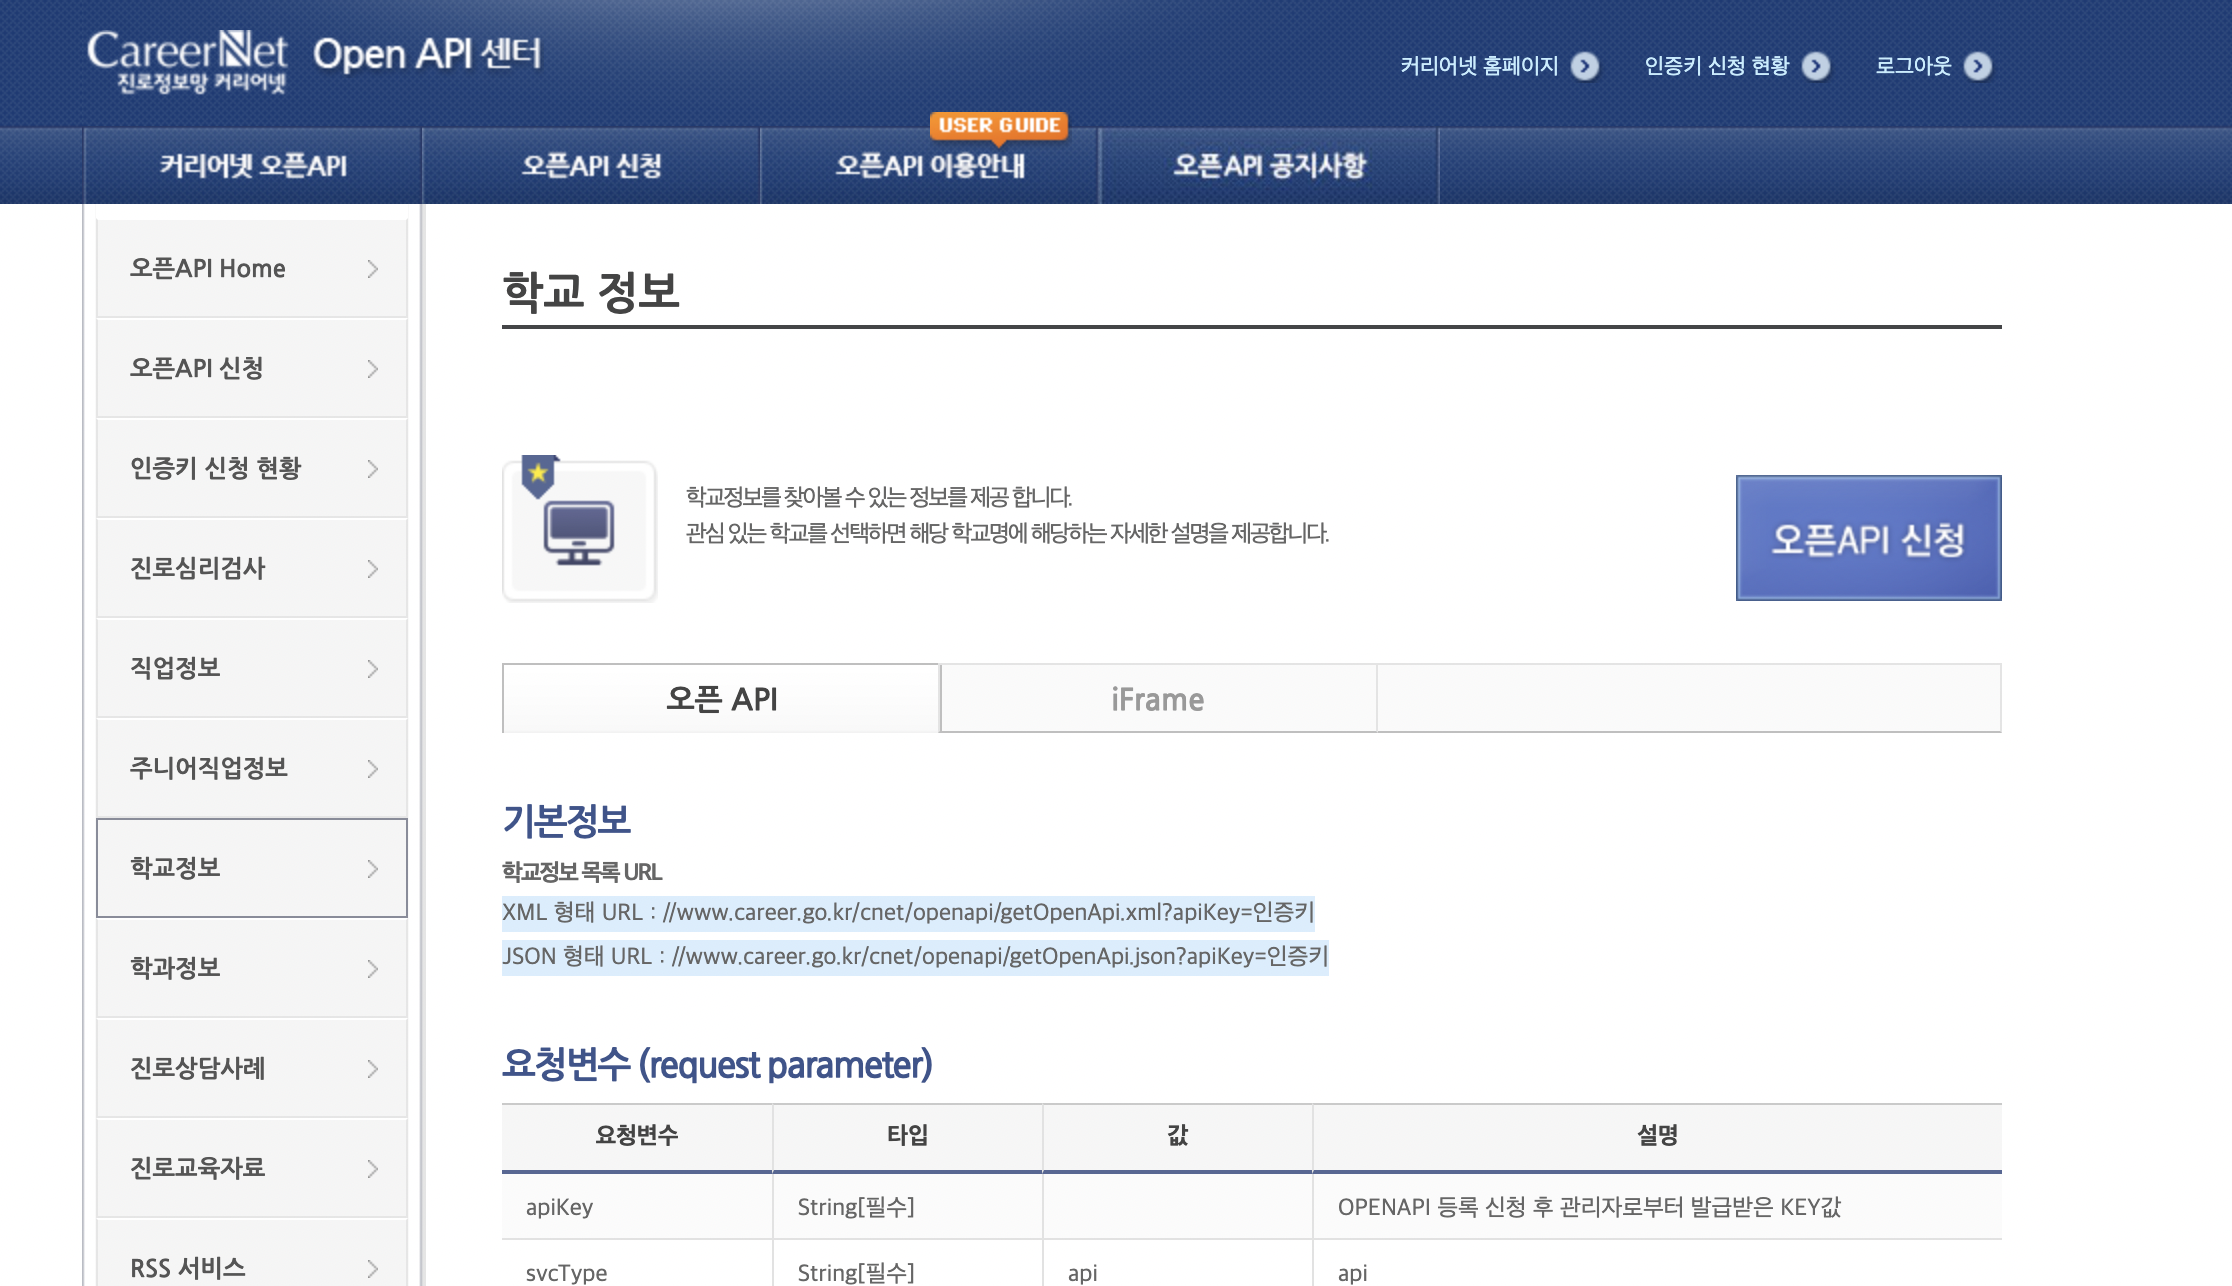 CareerNet Open API 센터
진로정보망 커리어넷
커리어넷 홈페이지 인증키 신청 현황 로그아웃
USER GUIDE
커리어넷 오픈API 오픈API 신청 오픈API 이용안내 오픈API 공지사항
오픈API Home
오픈API 신청
인증키 신청 현황
진로심리검사
직업정보
주니어직업정보
학교정보
학과정보
진로상담사례
진로교육자료
RSS 서비스
학교 정보
학교정보를 찾아볼 수 있는 정보를 제공 합니다.
관심 있는 학교를 선택하면 해당 학교명에 해당하는 자세한 설명을 제공합니다.
오픈API 신청
오픈 API iFrame
기본정보
학교정보 목록 URL
XML 형태 URL : //www.career.go.kr/cnet/openapi/getOpenApi.xml?apiKey=인증키
JSON 형태 URL : //www.career.go.kr/cnet/openapi/getOpenApi.json?apiKey=인증키
요청변수 (request parameter)
요청변수 타입 값 설명
apiKey String[필수] OPENAPI 등록 신청 후 관리자로부터 발급받은 KEY값
svcType String[필수] api api